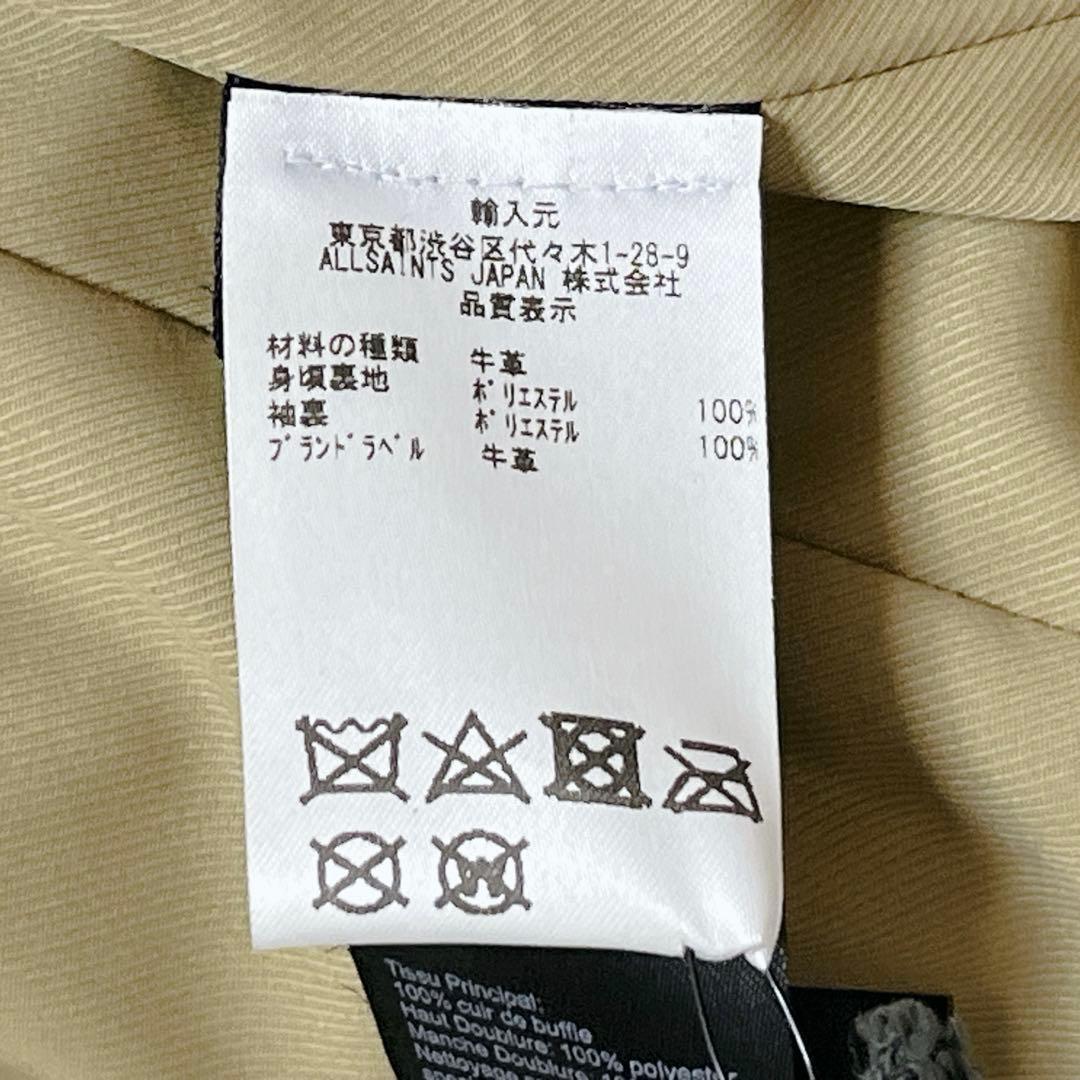 輸入元
東京都渋谷区代々木1-28-9
ALLSAINTS JAPAN 株式会社
品質表示
材料の種類 牛革
身頃裏地 ポリエステル 100%
袖裏 ポリエステル 100%
ブランドラベル 牛革
W
Tissu Principal:
100% cuir de buffle
Haut Doublure: 100% polyester
Manche Doublure:
Nettoyage